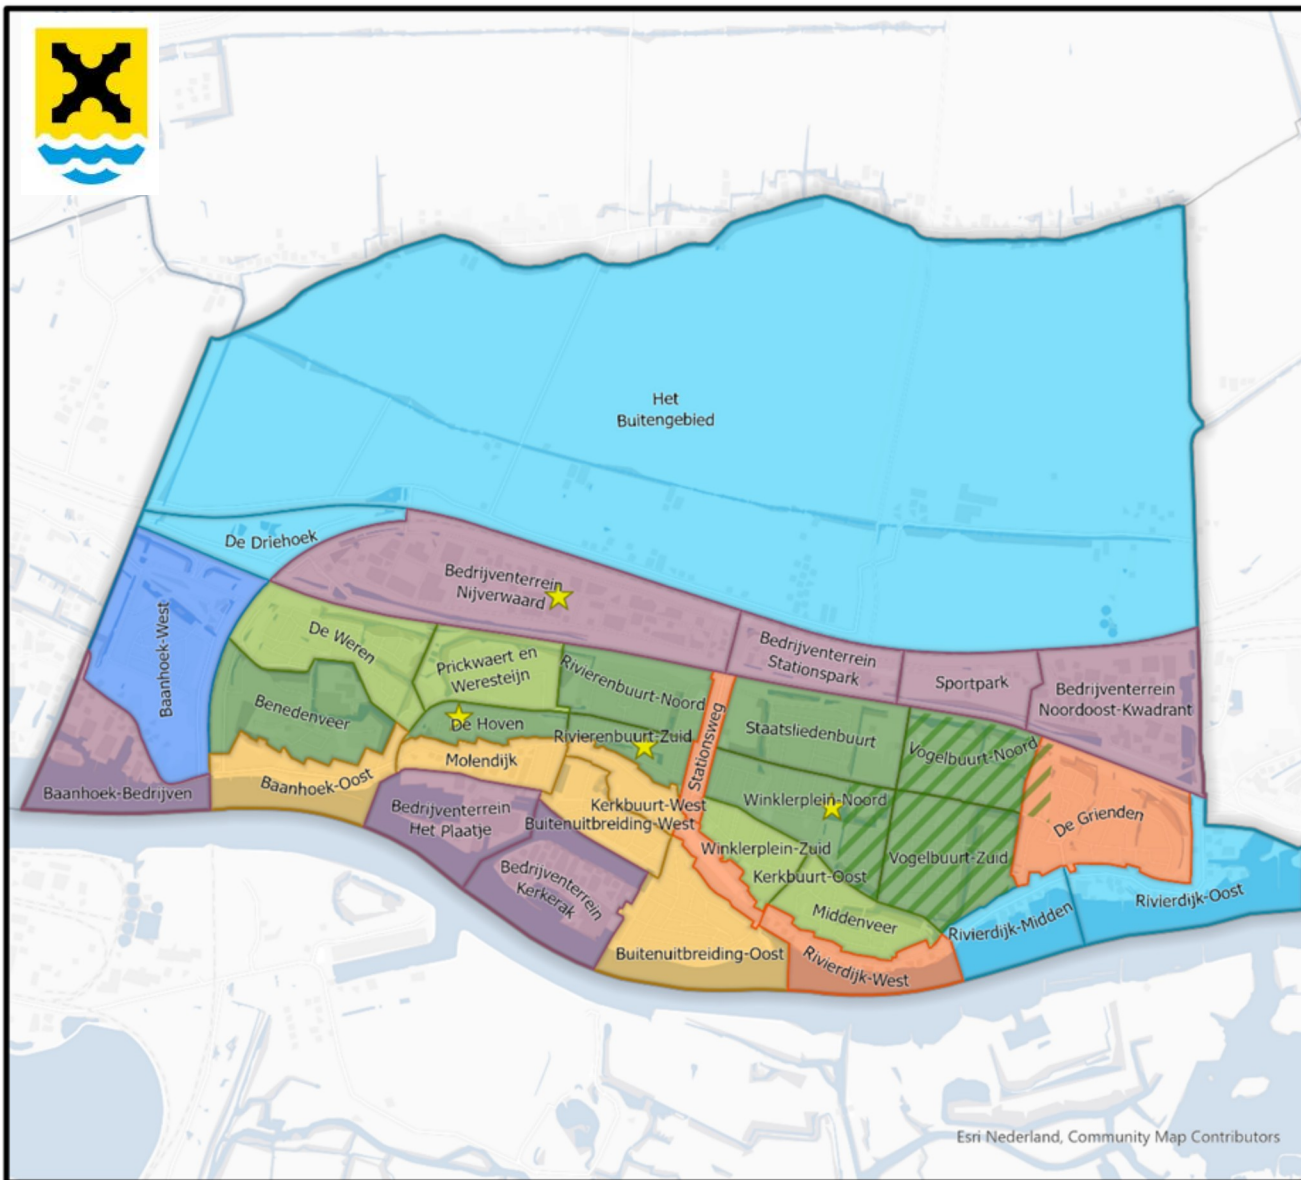 Het
Buitengebied
De Driehoek
Bedrijventerrein
Nijverwaard
Baanhoek-West
De Weren
Prickwaert en
Weresteijn
Rivierenbuurt-Noord
Bedrijventerrein
Stationspark
Sportpark
Bedrijventerrein
Noordoost-Kwadrant
Benedenveer
De Hoven
Rivierenbuurt-Zuid
Stationsweg
Staatsliedenbuurt
Vogelbuurt-Noord
Baanhoek-Bedrijven
Baanhoek-Oost
Molendijk
Bedrijventerrein
Het Plaatje
Kerkbuurt-West
Buitenuitbreiding-West
Winklerplein-Noord
De Grienden
Winklerplein-Zuid
Vogelbuurt-Zuid
Kerkbuurt-Oost
Bedrijventerrein
Kerkerak
Middenveer
Rivierdijk-Midden
Rivierdijk-Oost
Buitenuitbreiding-Oost
Rivierdijk-West
Esri Nederland, Community Map Contributors